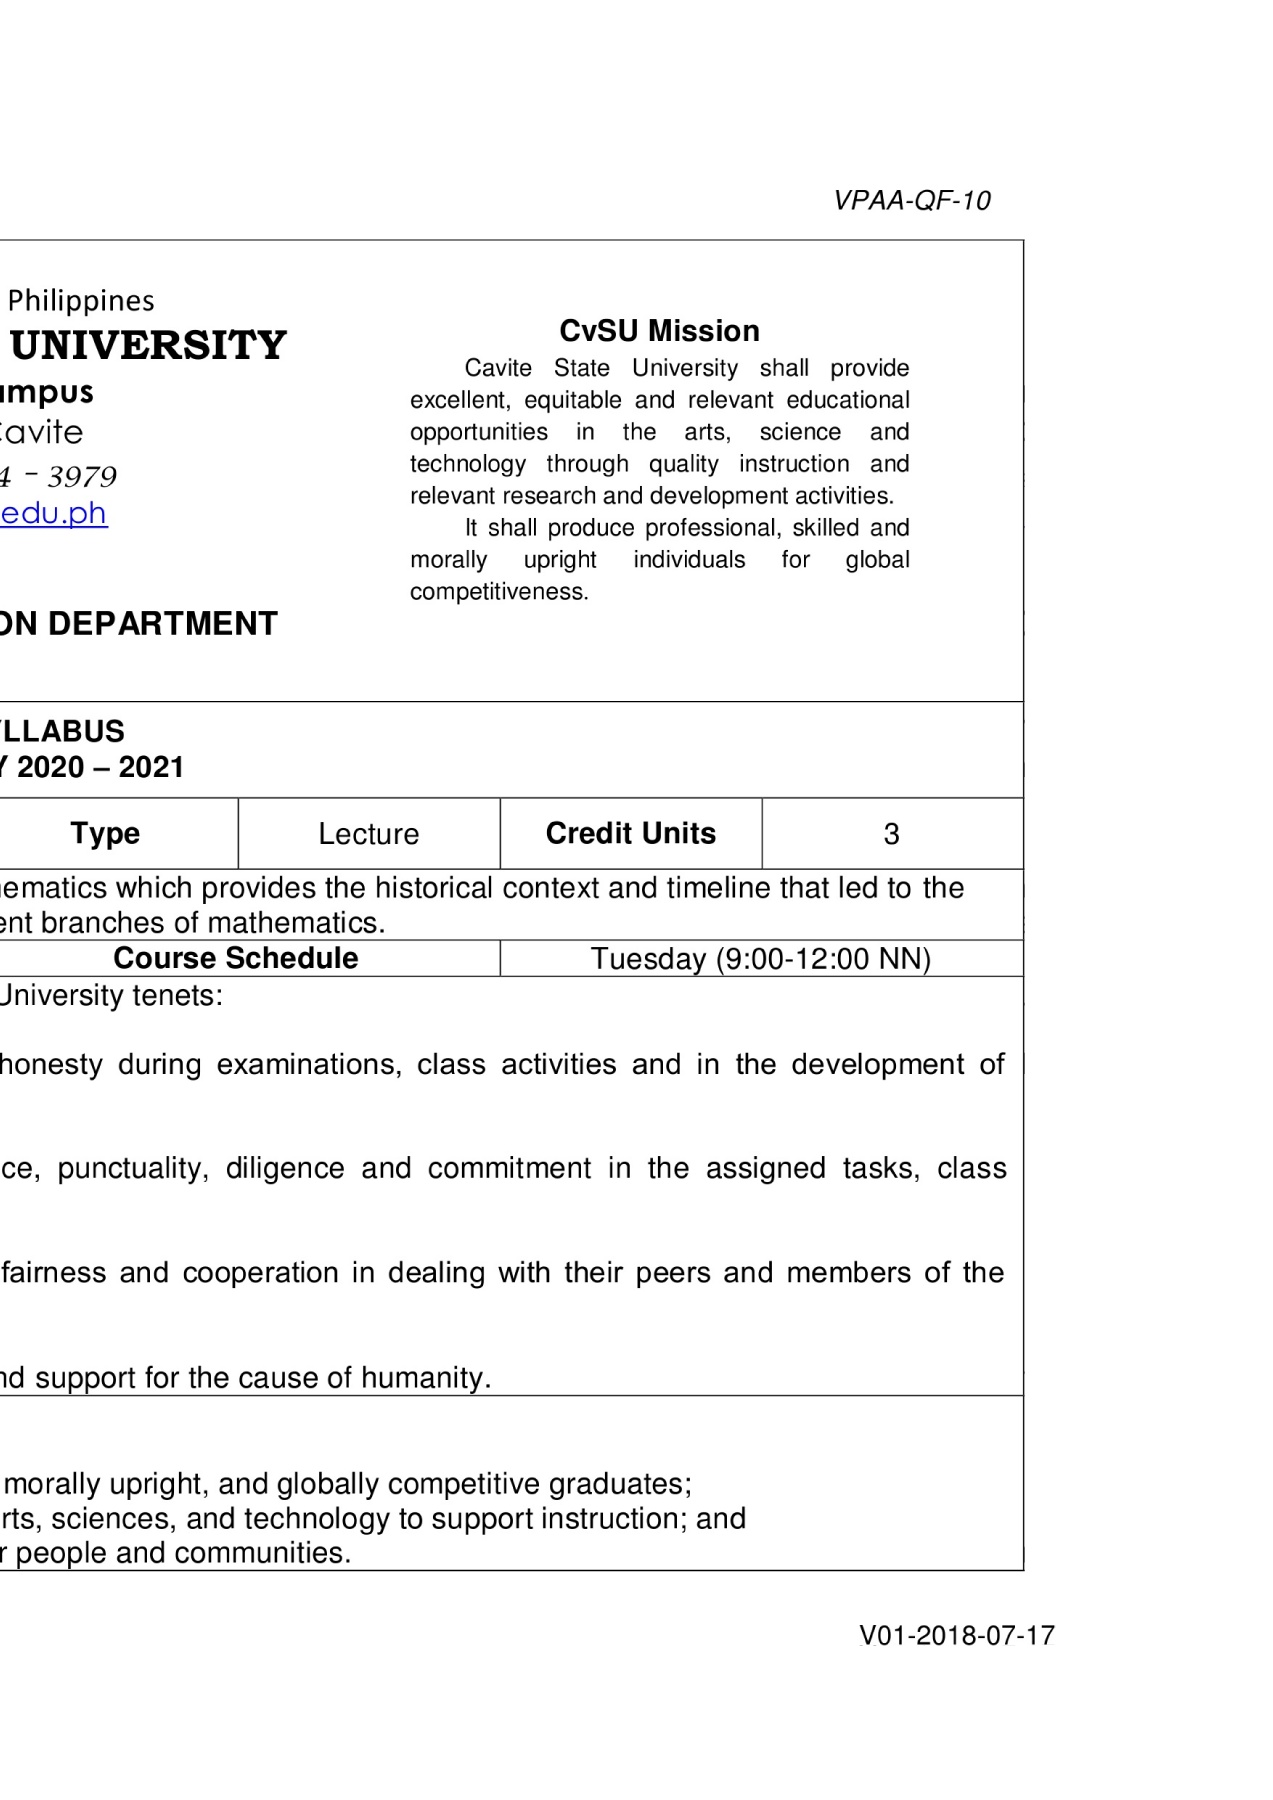 VPAA-QF-10
Philippines
UNIVERSITY
ampus
Cavite
4 – 3979
edu.ph
ON DEPARTMENT
CvSU Mission
Cavite State University shall provide
excellent, equitable and relevant educational
opportunities in the arts, science and
technology through quality instruction and
relevant research and development activities.
It shall produce professional, skilled and
morally upright individuals for global
competitiveness.
YLLABUS
Y 2020 – 2021
Type Lecture Credit Units 3
ematics which provides the historical context and timeline that led to the
ent branches of mathematics.
Course Schedule Tuesday (9:00-12:00 NN)
University tenets:
honesty during examinations, class activities and in the development of
ce, punctuality, diligence and commitment in the assigned tasks, class
fairness and cooperation in dealing with their peers and members of the
nd support for the cause of humanity.
morally upright, and globally competitive graduates;
rts, sciences, and technology to support instruction; and
r people and communities.
V01-2018-07-17